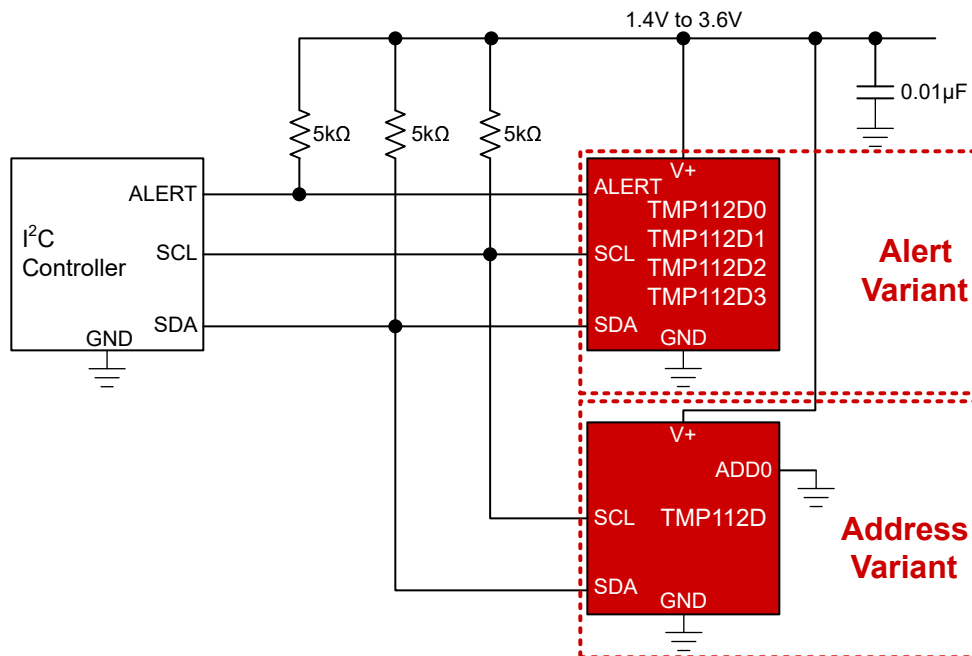 1.4V to 3.6V
0.01µF
5kΩ 5kΩ 5kΩ
I²C
Controller
ALERT
SCL
SDA
GND
V+
ALERT
TMP112D0
TMP112D1
SCL
TMP112D2
TMP112D3
SDA
GND
Alert
Variant
V+
ADD0
SCL
TMP112D
SDA
GND
Address
Variant